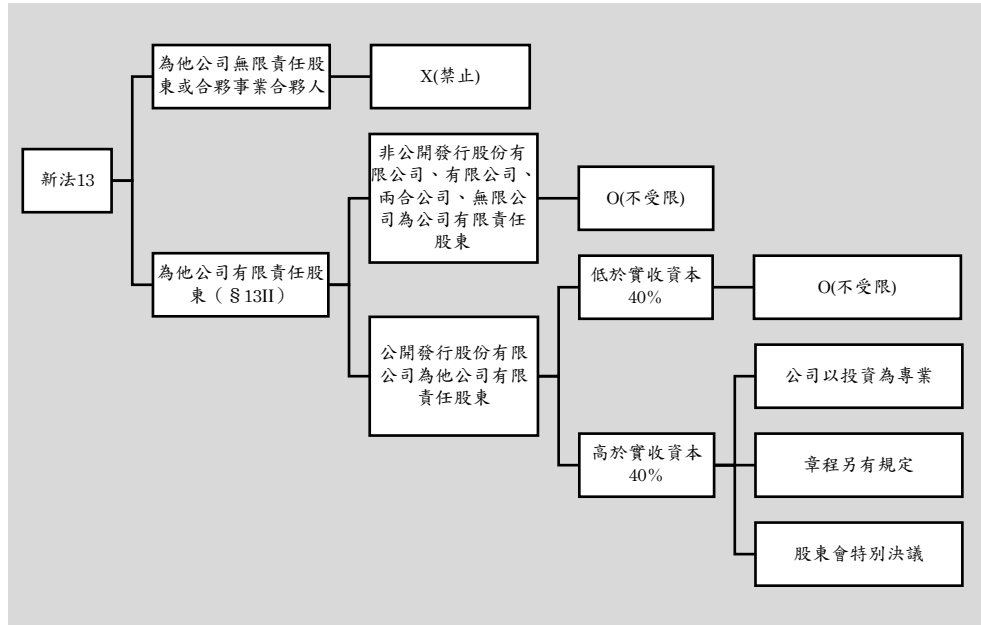 新法13
為他公司無限責任股
東或合夥事業合夥人
X(禁止)
為他公司有限責任股
東（§13II）
非公開發行股份有
限公司、有限公司、
兩合公司、無限公
司為公司有限責任
股東
O(不受限)
公開發行股份有限
公司為他公司有限
責任股東
低於實收資本
40%
O(不受限)
高於實收資本
40%
公司以投資為專業
章程另有規定
股東會特別決議